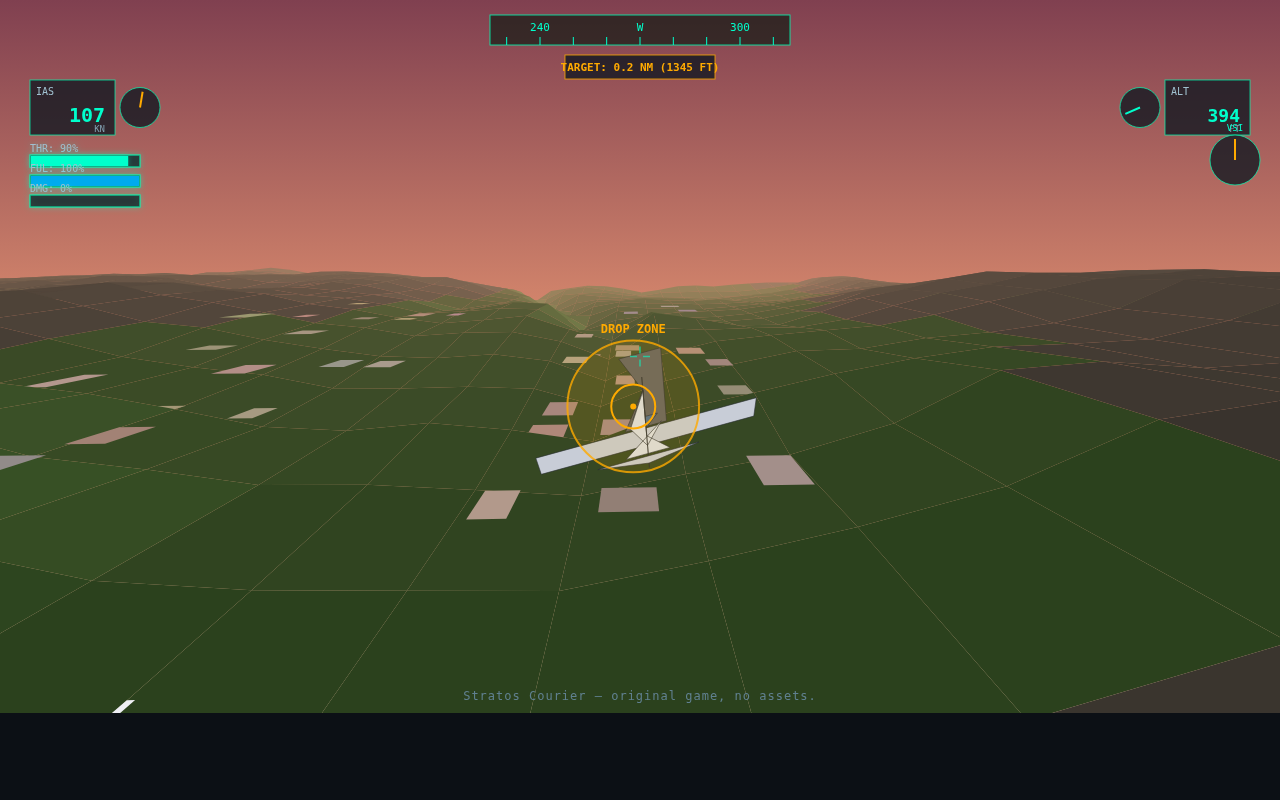 240 W 300
TARGET: 0.2 NM (1345 FT)
IAS
107
KN
THR: 90%
FUL: 100%
DMG: 0%
ALT
394
VSI
DROP ZONE
Stratos Courier — original game, no assets.